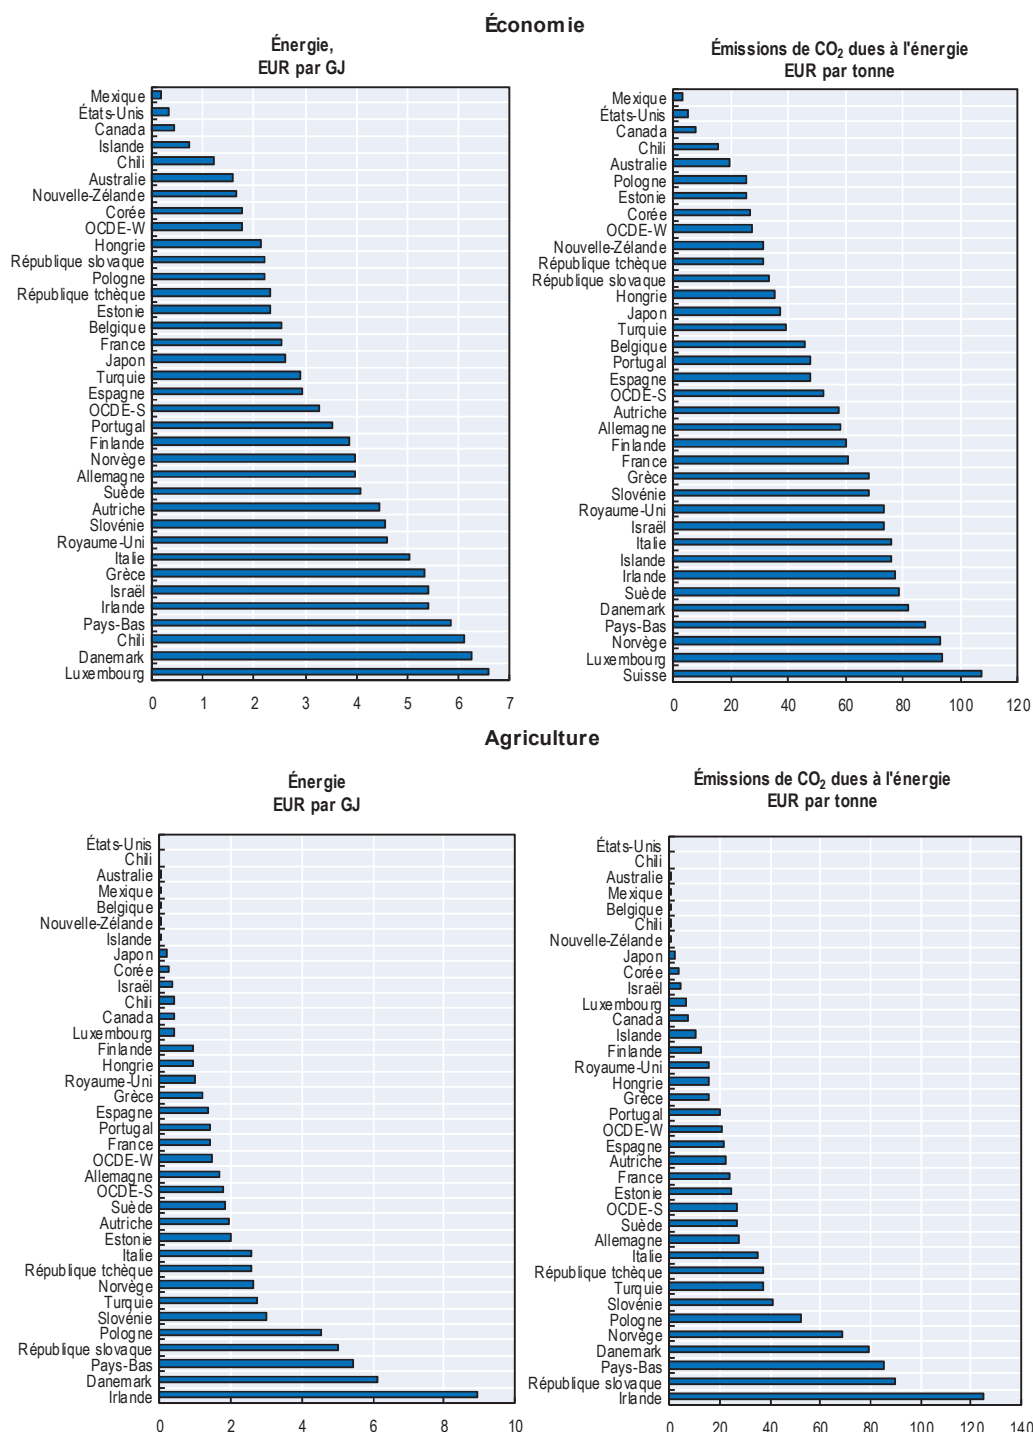 Économie
Énergie,
EUR par GJ
Mexique
États-Unis
Canada
Islande
Chili
Australie
Nouvelle-Zélande
Corée
OCDE-W
Hongrie
République slovaque
Pologne
République tchèque
Estonie
Belgique
France
Japon
Turquie
Espagne
OCDE-S
Portugal
Finlande
Norvège
Allemagne
Suède
Autriche
Slovénie
Royaume-Uni
Italie
Grèce
Israël
Irlande
Pays-Bas
Chili
Danemark
Luxembourg
0 1 2 3 4 5 6 7
Émissions de CO2 dues à l'énergie
EUR par tonne
Mexique
États-Unis
Canada
Chili
Australie
Pologne
Estonie
Corée
OCDE-W
Nouvelle-Zélande
République tchèque
République slovaque
Hongrie
Japon
Turquie
Belgique
Portugal
Espagne
OCDE-S
Autriche
Allemagne
Finlande
France
Grèce
Slovénie
Royaume-Uni
Israël
Italie
Islande
Irlande
Suède
Danemark
Pays-Bas
Norvège
Luxembourg
Suisse
0 20 40 60 80 100 120
Agriculture
Énergie
EUR par GJ
États-Unis
Chili
Australie
Mexique
Belgique
Nouvelle-Zélande
Islande
Japon
Corée
Israël
Chili
Canada
Luxembourg
Finlande
Hongrie
Royaume-Uni
Grèce
Espagne
Portugal
France
OCDE-W
Allemagne
OCDE-S
Suède
Autriche
Estonie
Italie
République tchèque
Norvège
Turquie
Slovénie
Pologne
République slovaque
Pays-Bas
Danemark
Irlande
0 2 4 6 8 10
Émissions de CO2 dues à l'énergie
EUR par tonne
États-Unis
Chili
Australie
Mexique
Belgique
Chili
Nouvelle-Zélande
Japon
Corée
Israël
Luxembourg
Canada
Islande
Finlande
Royaume-Uni
Hongrie
Grèce
Portugal
OCDE-W
Espagne
Autriche
France
Estonie
OCDE-S
Suède
Allemagne
Italie
République tchèque
Turquie
Slovénie
Pologne
Norvège
Danemark
Pays-Bas
République slovaque
Irlande
0 20 40 60 80 100 120 140